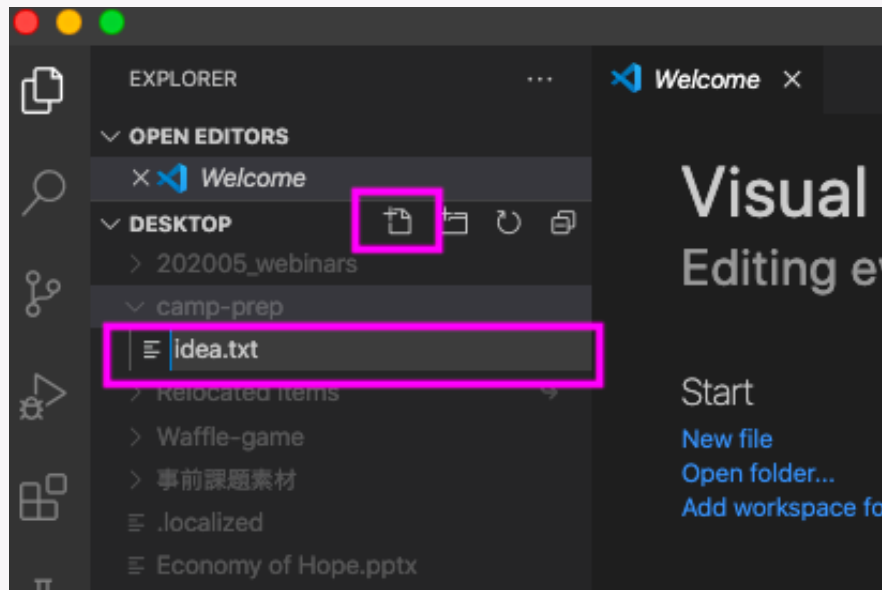 EXPLORER
Welcome
OPEN EDITORS
Welcome
DESKTOP
202005_webinars
camp-prep
idea.txt
Relocated Items
Waffle-game
事前課題素材
.localized
Economy of Hope.pptx
Visual
Editing ev
Start
New file
Open folder...
Add workspace fo